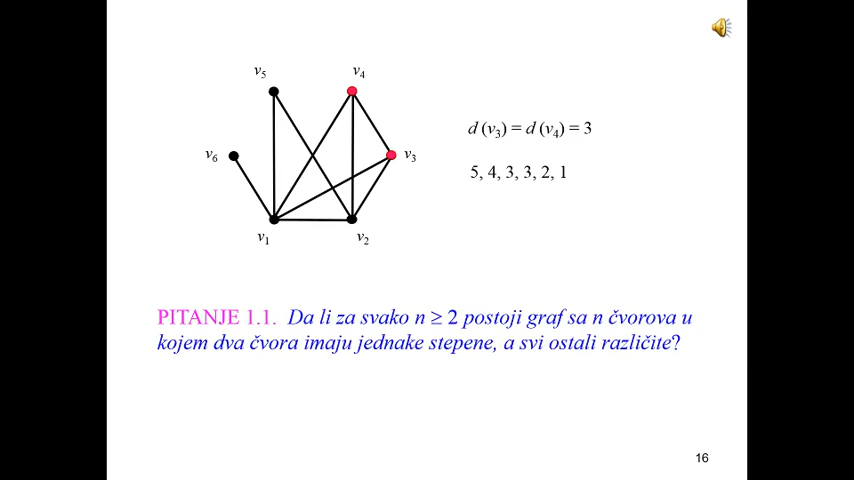 v5
v4
d (v3) = d (v4) = 3
v6
v3
5, 4, 3, 3, 2, 1
v1
v2
PITANJE 1.1. Da li za svako n ≥ 2 postoji graf sa n čvorova u
kojem dva čvora imaju jednake stepene, a svi ostali različite?
16